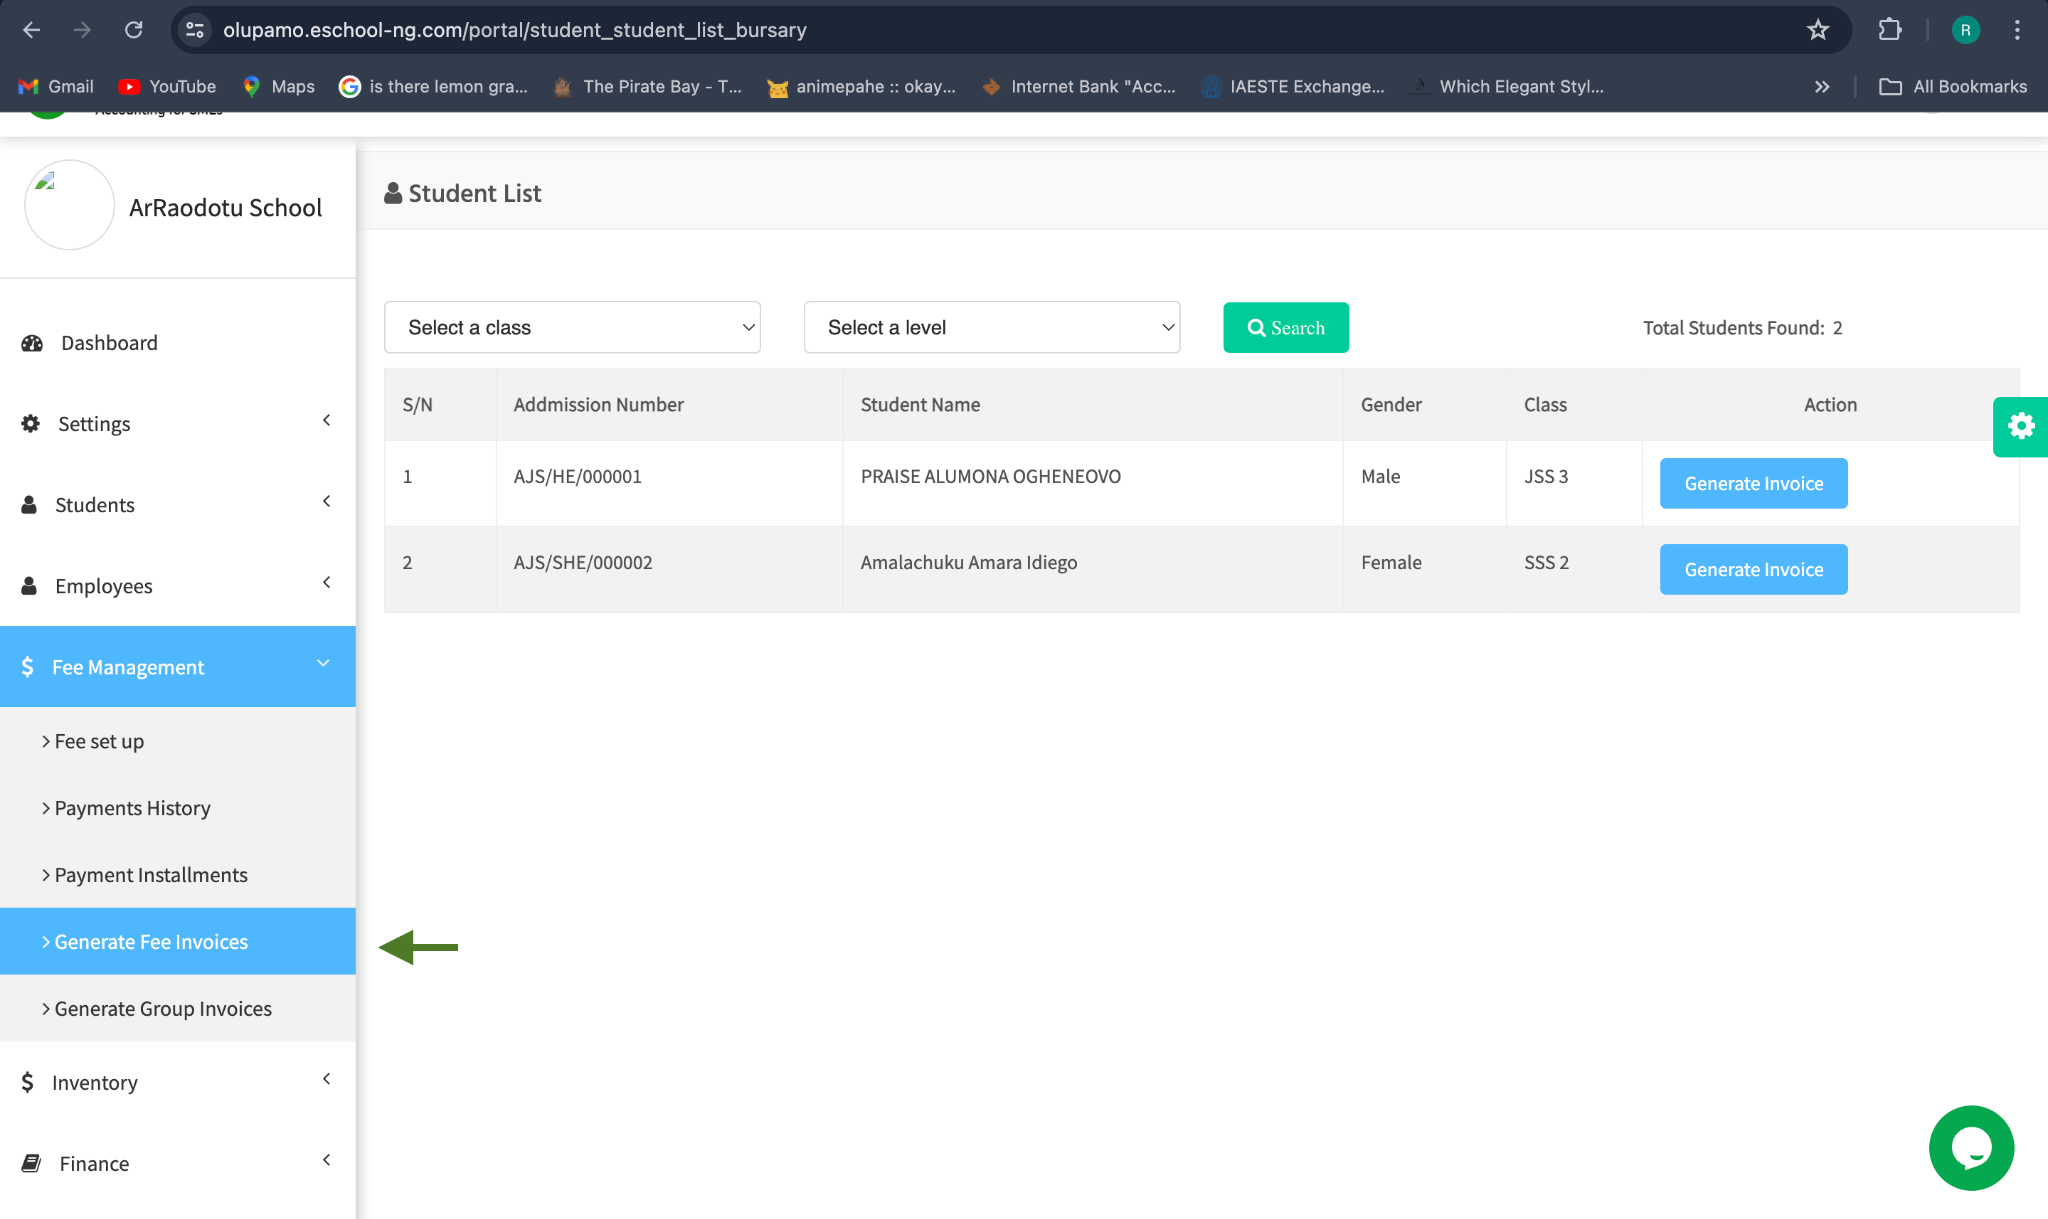 olupamo.eschool-ng.com/portal/student_student_list_bursary
R
Gmail
YouTube
Maps
is there lemon gra...
The Pirate Bay - T...
animepahe :: okay...
Internet Bank "Acc...
IAESTE Exchange...
Which Elegant Styl...
All Bookmarks
Accounting for SMEs
ArRaodotu School
Student List
Select a class
Select a level
Search
Total Students Found: 2
S/N Addmission Number Student Name Gender Class Action
1 AJS/HE/000001 PRAISE ALUMONA OGHENEOVO Male JSS 3 Generate Invoice
2 AJS/SHE/000002 Amalachuku Amara Idiego Female SSS 2 Generate Invoice
Dashboard
Settings
Students
Employees
Fee Management
Fee set up
Payments History
Payment Installments
Generate Fee Invoices
Generate Group Invoices
Inventory
Finance